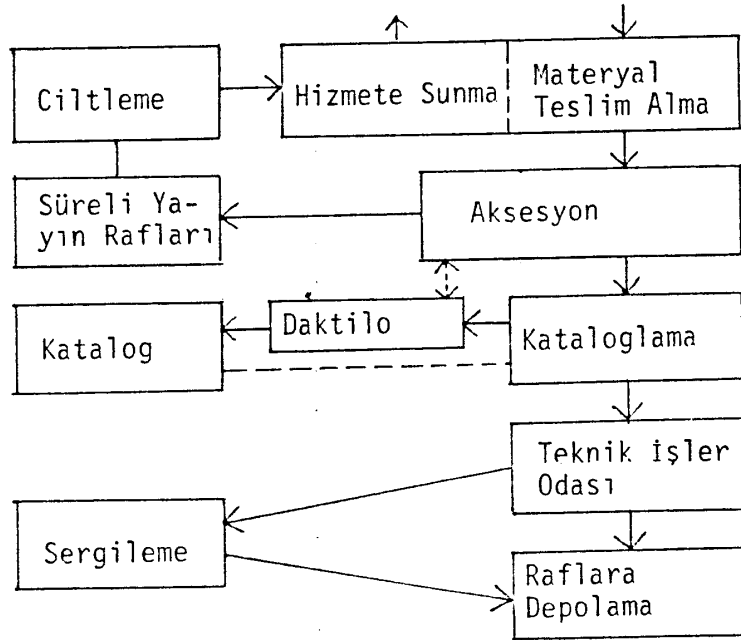 Ciltleme
Hizmete Sunma
Materyal
Teslim Alma
Süreli Ya-
yın Rafları
Aksesyon
Katalog
Daktilo
Kataloglama
Teknik İşler
Odası
Sergileme
Raflara
Depolama